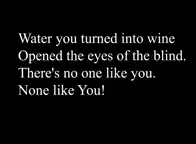 Water you turned into wine
Opened the eyes of the blind.
There's no one like you.
None like You!